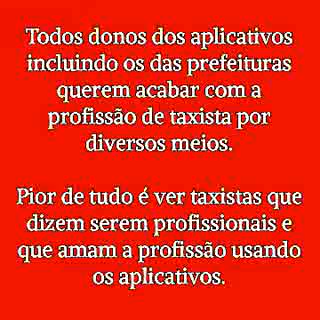 Todos donos dos aplicativos
incluindo os das prefeituras
querem acabar com a
profissão de taxista por
diversos meios.
Pior de tudo é ver taxistas que
dizem serem profissionais e
que amam a profissão usando
os aplicativos.